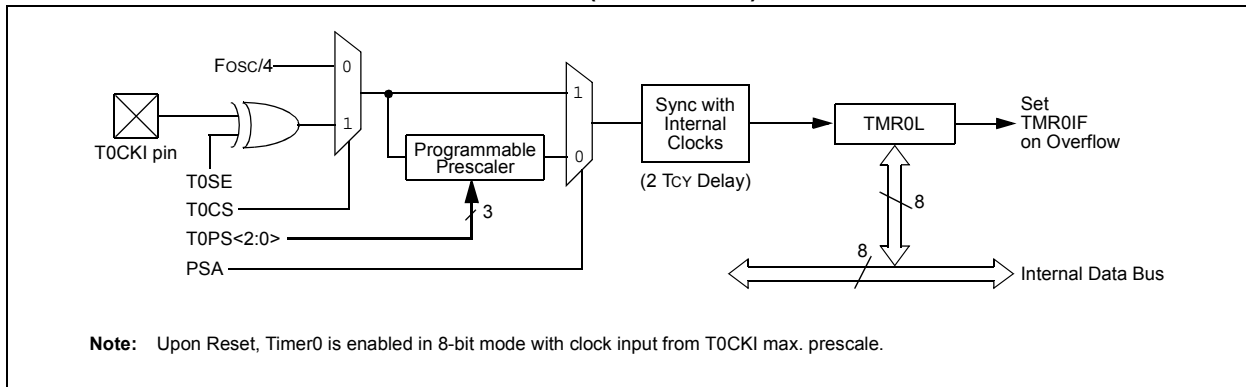 FOSC/4
0
1
T0CKI pin
T0SE
T0CS
T0PS<2:0>
PSA
Programmable
Prescaler
3
1
0
Sync with
Internal
Clocks
(2 TCY Delay)
TMR0L
Set
TMR0IF
on Overflow
8
8
Internal Data Bus
Note: Upon Reset, Timer0 is enabled in 8-bit mode with clock input from T0CKI max. prescale.